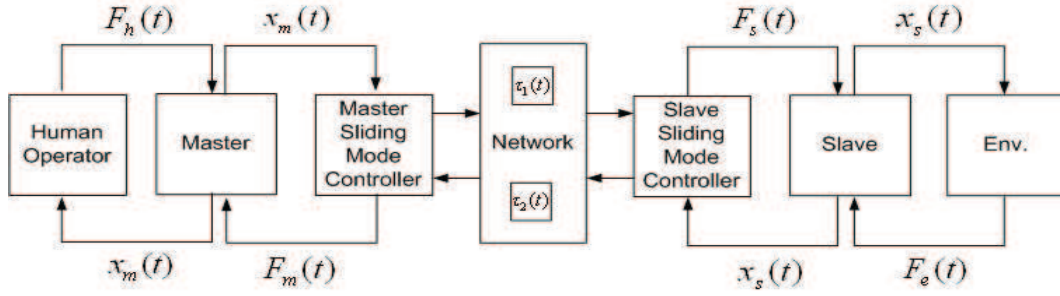 F_h(t)
x_m(t)
F_s(t)
x_s(t)
Human
Operator
Master
Master
Sliding
Mode
Controller
τ_1(t)
Network
τ_2(t)
Slave
Sliding
Mode
Controller
Slave
Env.
x_m(t)
F_m(t)
x_s(t)
F_e(t)